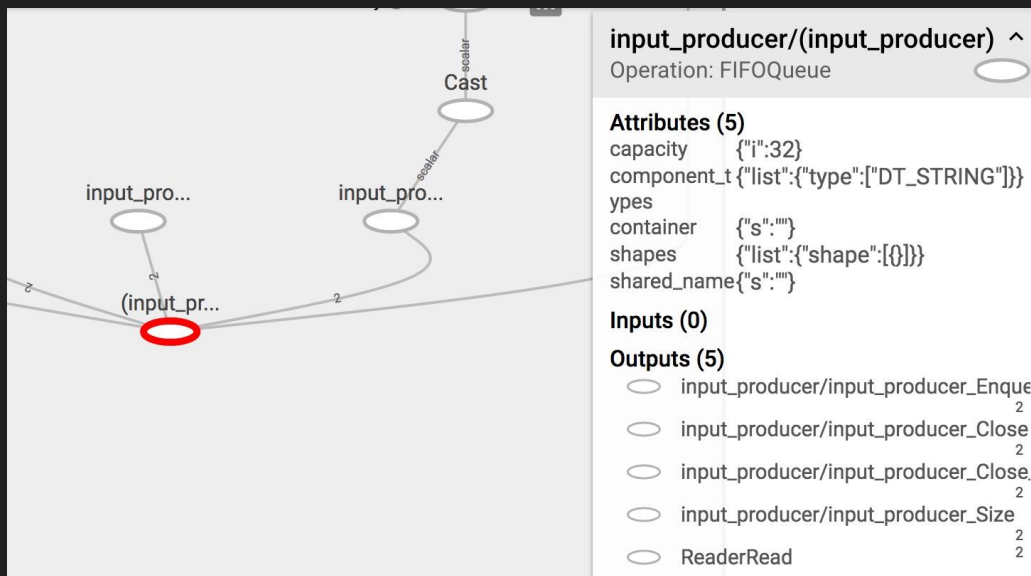 scalar
Cast
scalar
input_pro...
input_pro...
2
2
2
(input_pr...
input_producer/(input_producer)
Operation: FIFOQueue
Attributes (5)
capacity {"i":32}
component_t {"list":{"type":["DT_STRING"]}}
ypes
container {"s":""}
shapes {"list":{"shape":[{}]}}
shared_name {"s":""}
Inputs (0)
Outputs (5)
input_producer/input_producer_Enque
2
input_producer/input_producer_Close
2
input_producer/input_producer_Close_
2
input_producer/input_producer_Size
2
ReaderRead
2